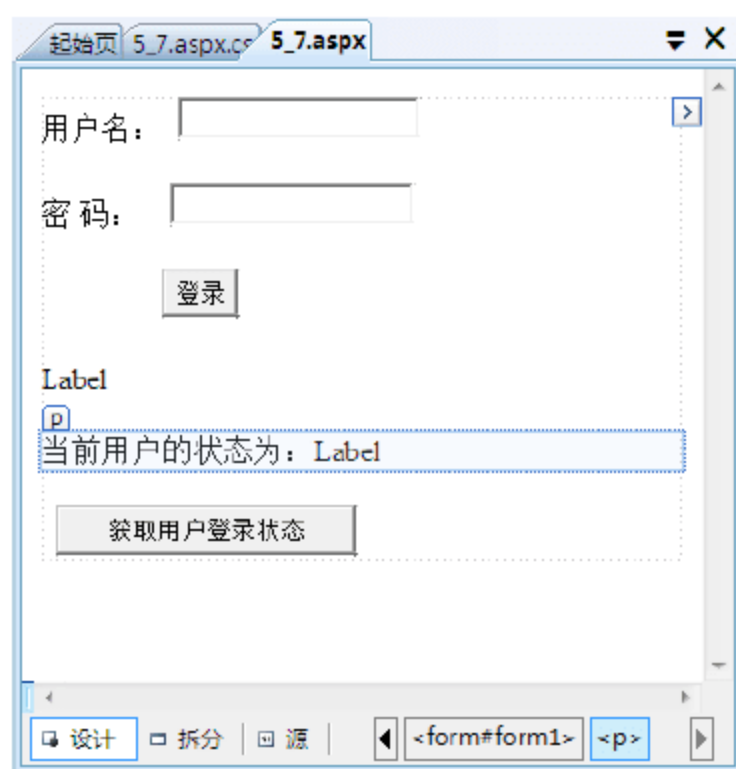 起始页 5_7.aspx.cs 5_7.aspx
用户名：
密 码：
登录
Label
p
当前用户的状态为：Label
获取用户登录状态
设计 拆分 源 <form#form1> <p>